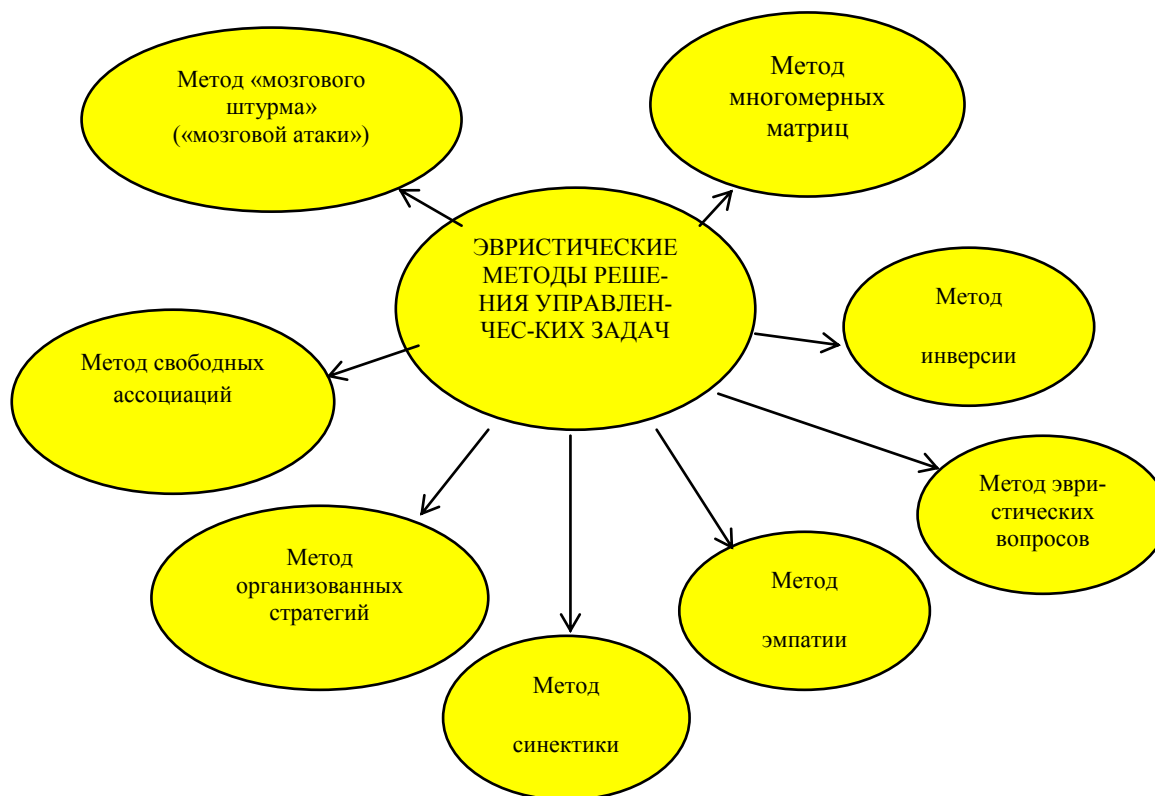 Метод «мозгового
штурма»
(«мозговой атаки»)
Метод
многомерных
матриц
ЭВРИСТИЧЕСКИЕ
МЕТОДЫ РЕШЕ-
НИЯ УПРАВЛЕН-
ЧЕС-КИХ ЗАДАЧ
Метод
инверсии
Метод свободных
ассоциаций
Метод эври-
стических
вопросов
Метод
организованных
стратегий
Метод
эмпатии
Метод
синектики